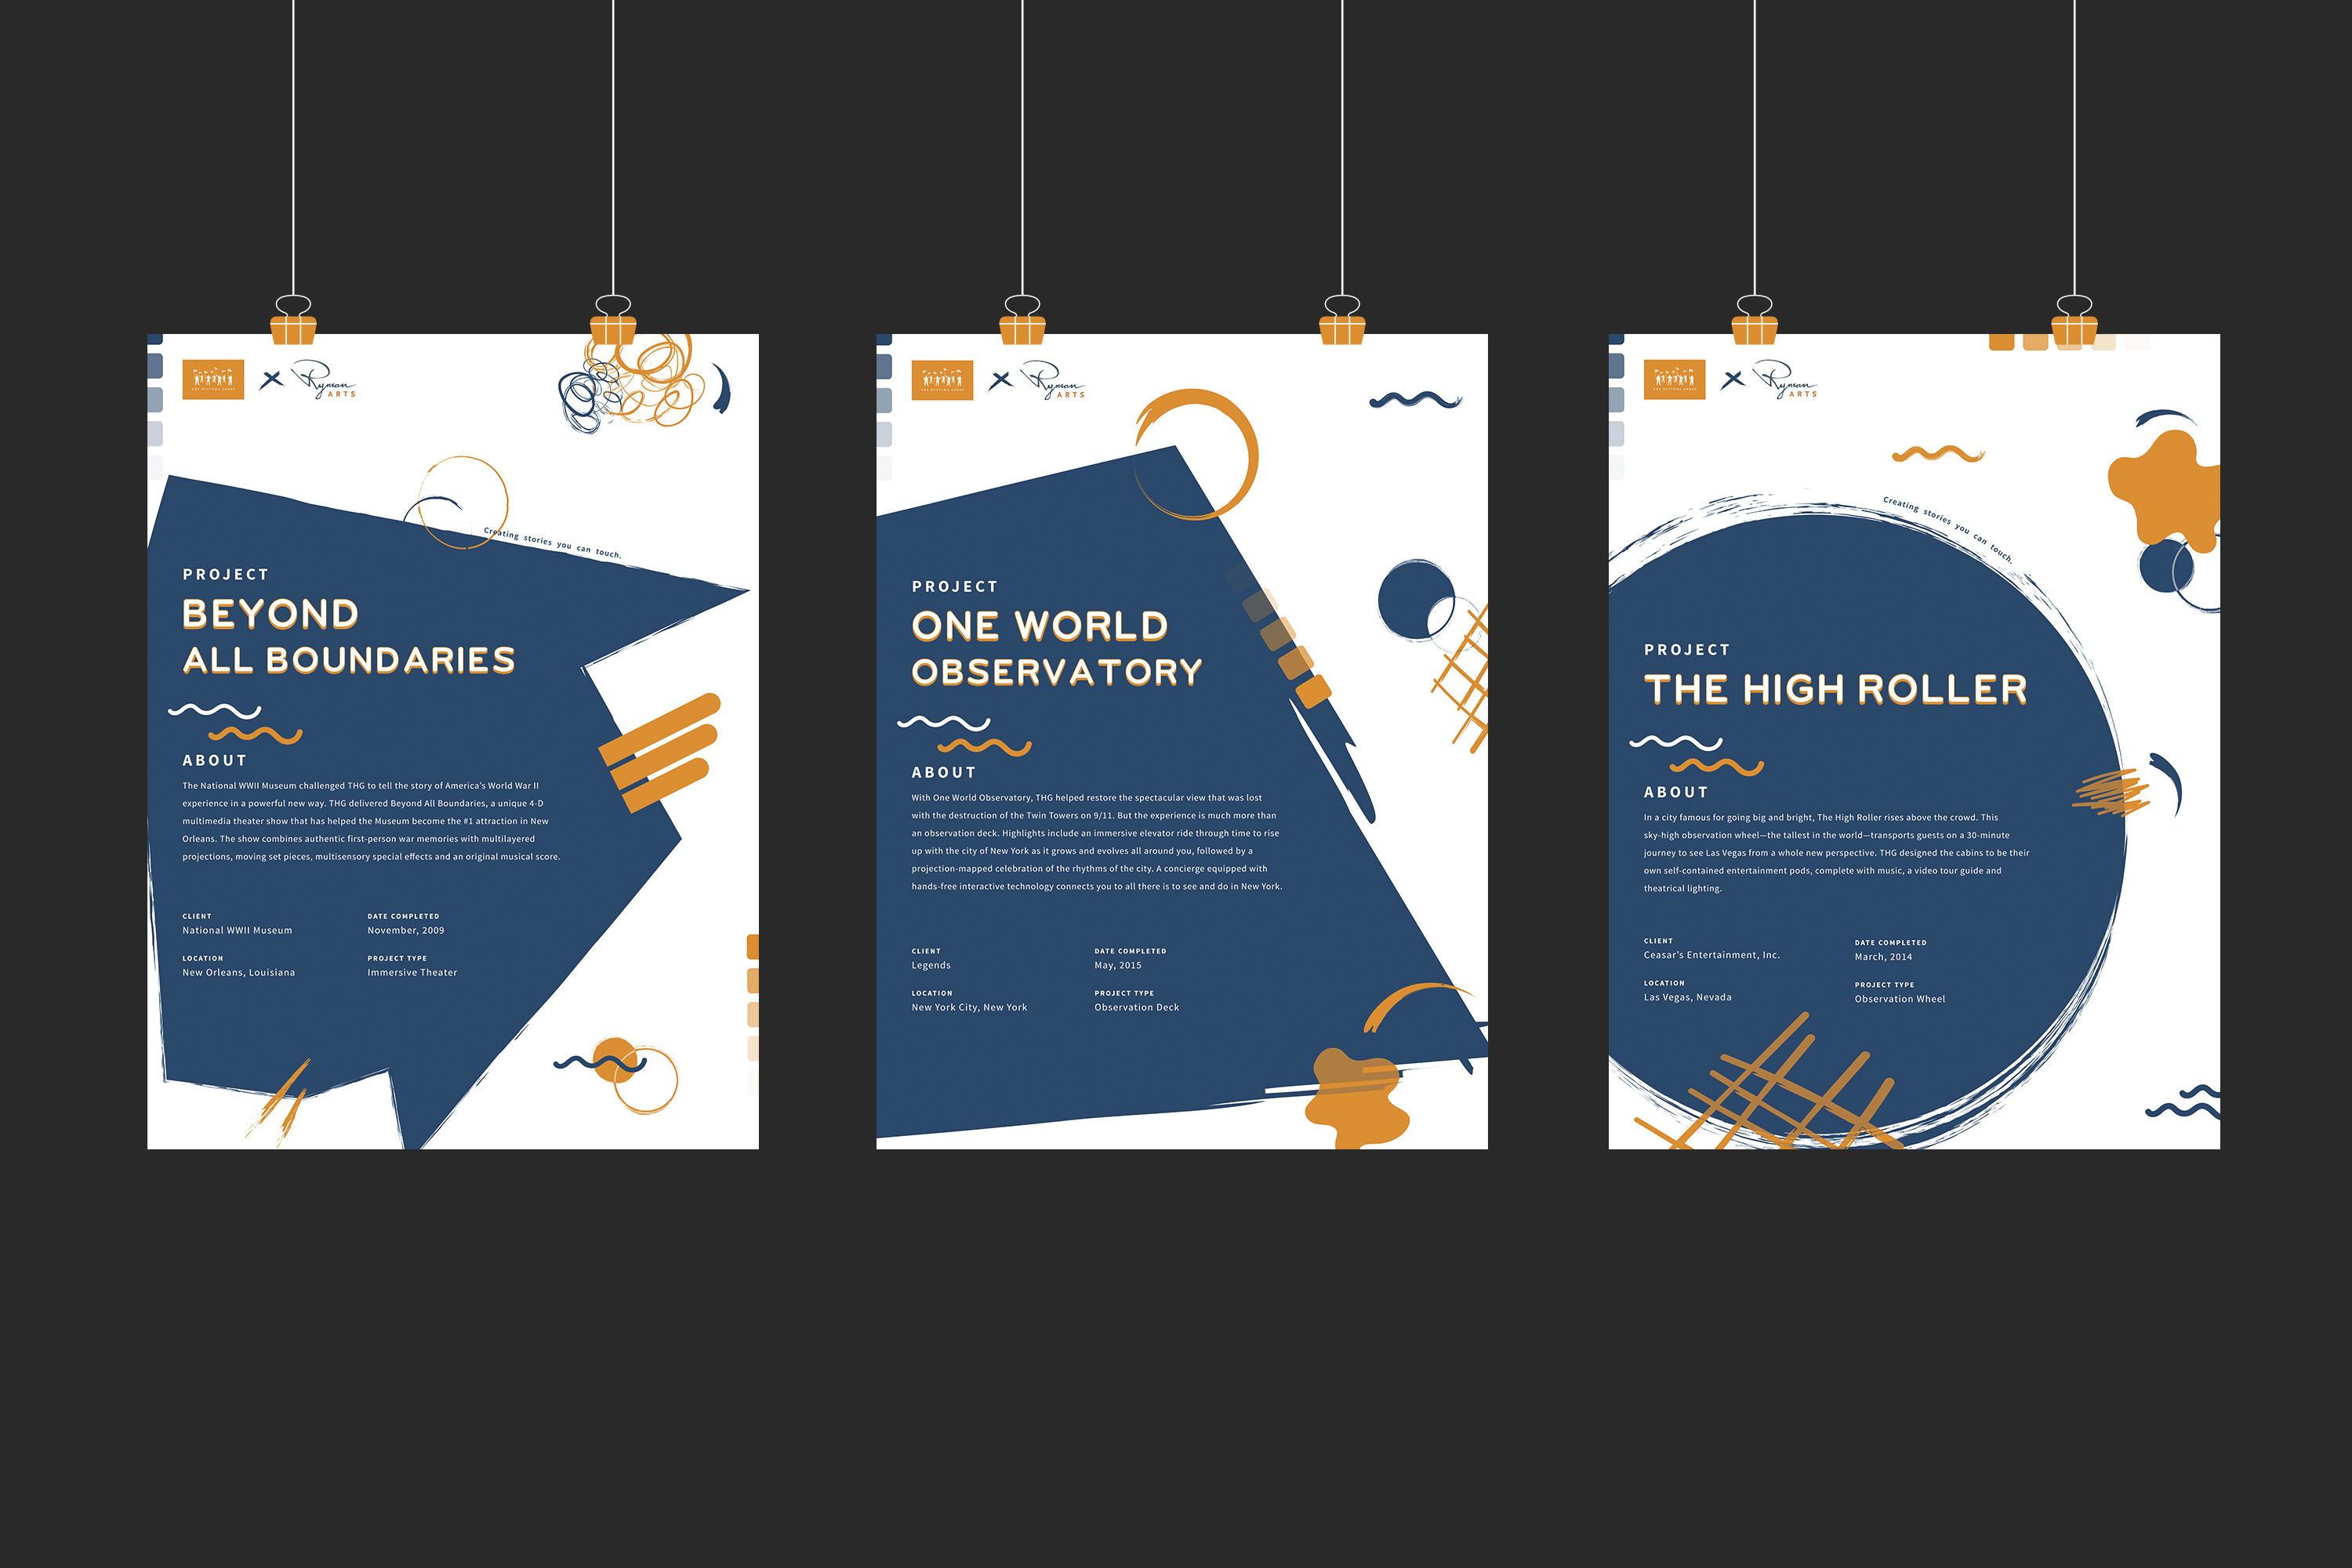 THE HETTEMA GROUP
Ryman
ARTS
Creating stories you can touch.
PROJECT
BEYOND
ALL BOUNDARIES
ABOUT
The National WWII Museum challenged THG to tell the story of America's World War II
experience in a powerful new way. THG delivered Beyond All Boundaries, a unique 4-D
multimedia theater show that has helped the Museum become the #1 attraction in New
Orleans. The show combines authentic first-person war memories with multilayered
projections, moving set pieces, multisensory special effects and an original musical score.
CLIENT
National WWII Museum
DATE COMPLETED
November, 2009
LOCATION
New Orleans, Louisiana
PROJECT TYPE
Immersive Theater
THE HETTEMA GROUP
Ryman
ARTS
PROJECT
ONE WORLD
OBSERVATORY
ABOUT
With One World Observatory, THG helped restore the spectacular view that was lost
with the destruction of the Twin Towers on 9/11. But the experience is much more than
an observation deck. Highlights include an immersive elevator ride through time to rise
up with the city of New York as it grows and evolves all around you, followed by a
projection-mapped celebration of the rhythms of the city. A concierge equipped with
hands-free interactive technology connects you to all there is to see and do in New York.
CLIENT
Legends
DATE COMPLETED
May, 2015
LOCATION
New York City, New York
PROJECT TYPE
Observation Deck
THE HETTEMA GROUP
Ryman
ARTS
Creating stories you can touch.
PROJECT
THE HIGH ROLLER
ABOUT
In a city famous for going big and bright, The High Roller rises above the crowd. This
sky-high observation wheel—the tallest in the world—transports guests on a 30-minute
journey to see Las Vegas from a whole new perspective. THG designed the cabins to be their
own self-contained entertainment pods, complete with music, a video tour guide and
theatrical lighting.
CLIENT
Ceasar's Entertainment, Inc.
DATE COMPLETED
March, 2014
LOCATION
Las Vegas, Nevada
PROJECT TYPE
Observation Wheel